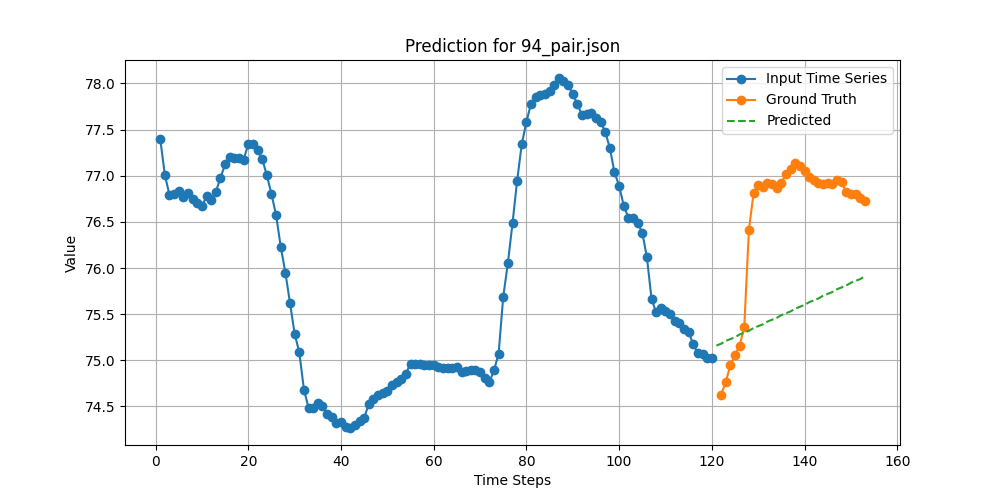 Prediction for 94_pair.json
Input Time Series
Ground Truth
Predicted
Value
78.0
77.5
77.0
76.5
76.0
75.5
75.0
74.5
0 20 40 60 80 100 120 140 160
Time Steps